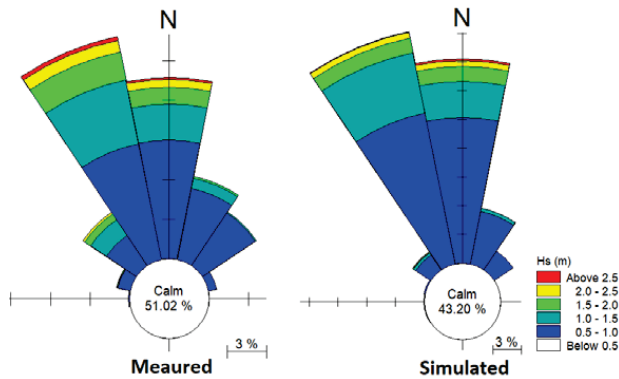 N
Calm
51.02 %
3 %
Meaured
N
Calm
43.20 %
3 %
Simulated
Hs (m)
Above 2.5
2.0 - 2.5
1.5 - 2.0
1.0 - 1.5
0.5 - 1.0
Below 0.5